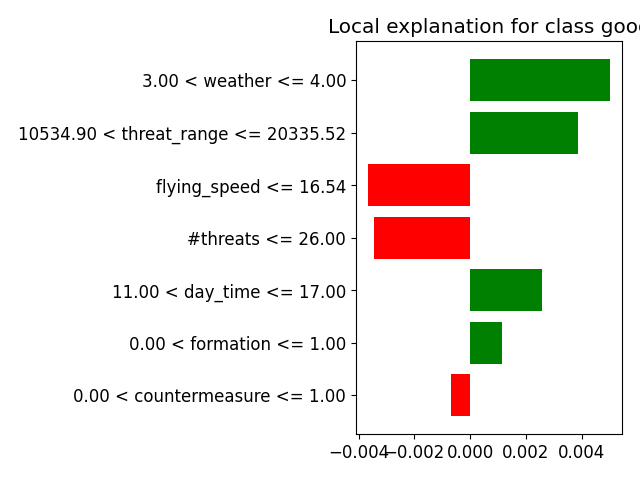 Local explanation for class good
3.00 < weather <= 4.00
10534.90 < threat_range <= 20335.52
flying_speed <= 16.54
#threats <= 26.00
11.00 < day_time <= 17.00
0.00 < formation <= 1.00
0.00 < countermeasure <= 1.00
−0.004 −0.002 0.000 0.002 0.004